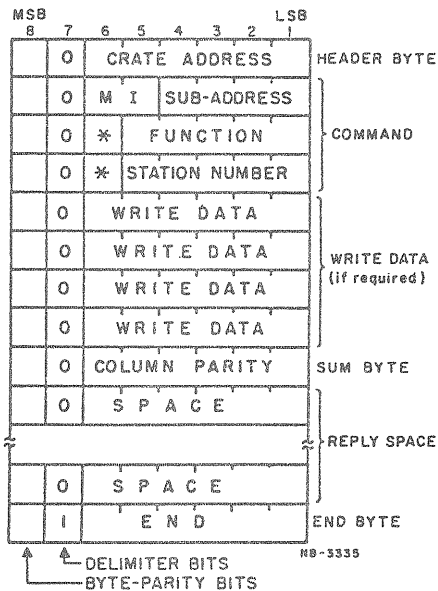 MSB LSB
8 7 6 5 4 3 2 1
0 CRATE ADDRESS HEADER BYTE
0 M I SUB-ADDRESS
0 * FUNCTION COMMAND
0 * STATION NUMBER
0 WRITE DATA
0 WRITE DATA WRITE DATA
0 WRITE DATA (if required)
0 WRITE DATA
0 COLUMN PARITY SUM BYTE
0 SPACE
REPLY SPACE
0 SPACE
1 END END BYTE
NB-3335
DELIMITER BITS
BYTE-PARITY BITS